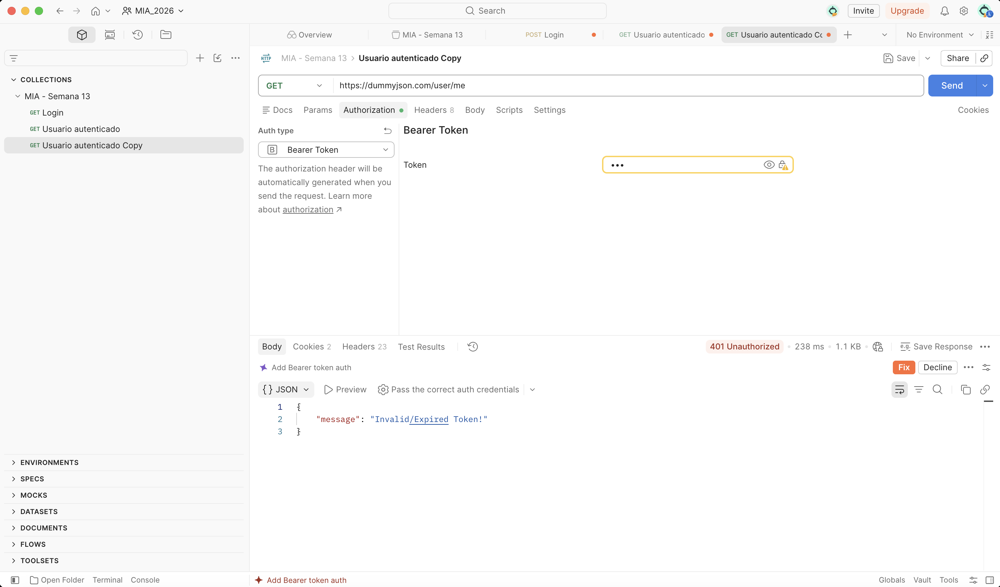 MIA_2026
Search
Invite
Upgrade
Overview
MIA - Semana 13
POST Login
GET Usuario autenticado
GET Usuario autenticado Cc
No Environment
HTTP MIA - Semana 13 > Usuario autenticado Copy
Save
Share
COLLECTIONS
MIA - Semana 13
GET Login
GET Usuario autenticado
GET Usuario autenticado Copy
GET
https://dummyjson.com/user/me
Send
Docs
Params
Authorization
Headers 8
Body
Scripts
Settings
Cookies
Auth type
B Bearer Token
The authorization header will be
automatically generated when you
send the request. Learn more
about authorization
Bearer Token
Token
•••
Body
Cookies 2
Headers 23
Test Results
401 Unauthorized
238 ms
1.1 KB
e.g. Save Response
Add Bearer token auth
Fix
Decline
{} JSON
Preview
Pass the correct auth credentials
1 {
2 "message": "Invalid/Expired Token!"
3 }
ENVIRONMENTS
SPECS
MOCKS
DATASETS
DOCUMENTS
FLOWS
TOOLSETS
Open Folder
Terminal
Console
Add Bearer token auth
Globals
Vault
Tools